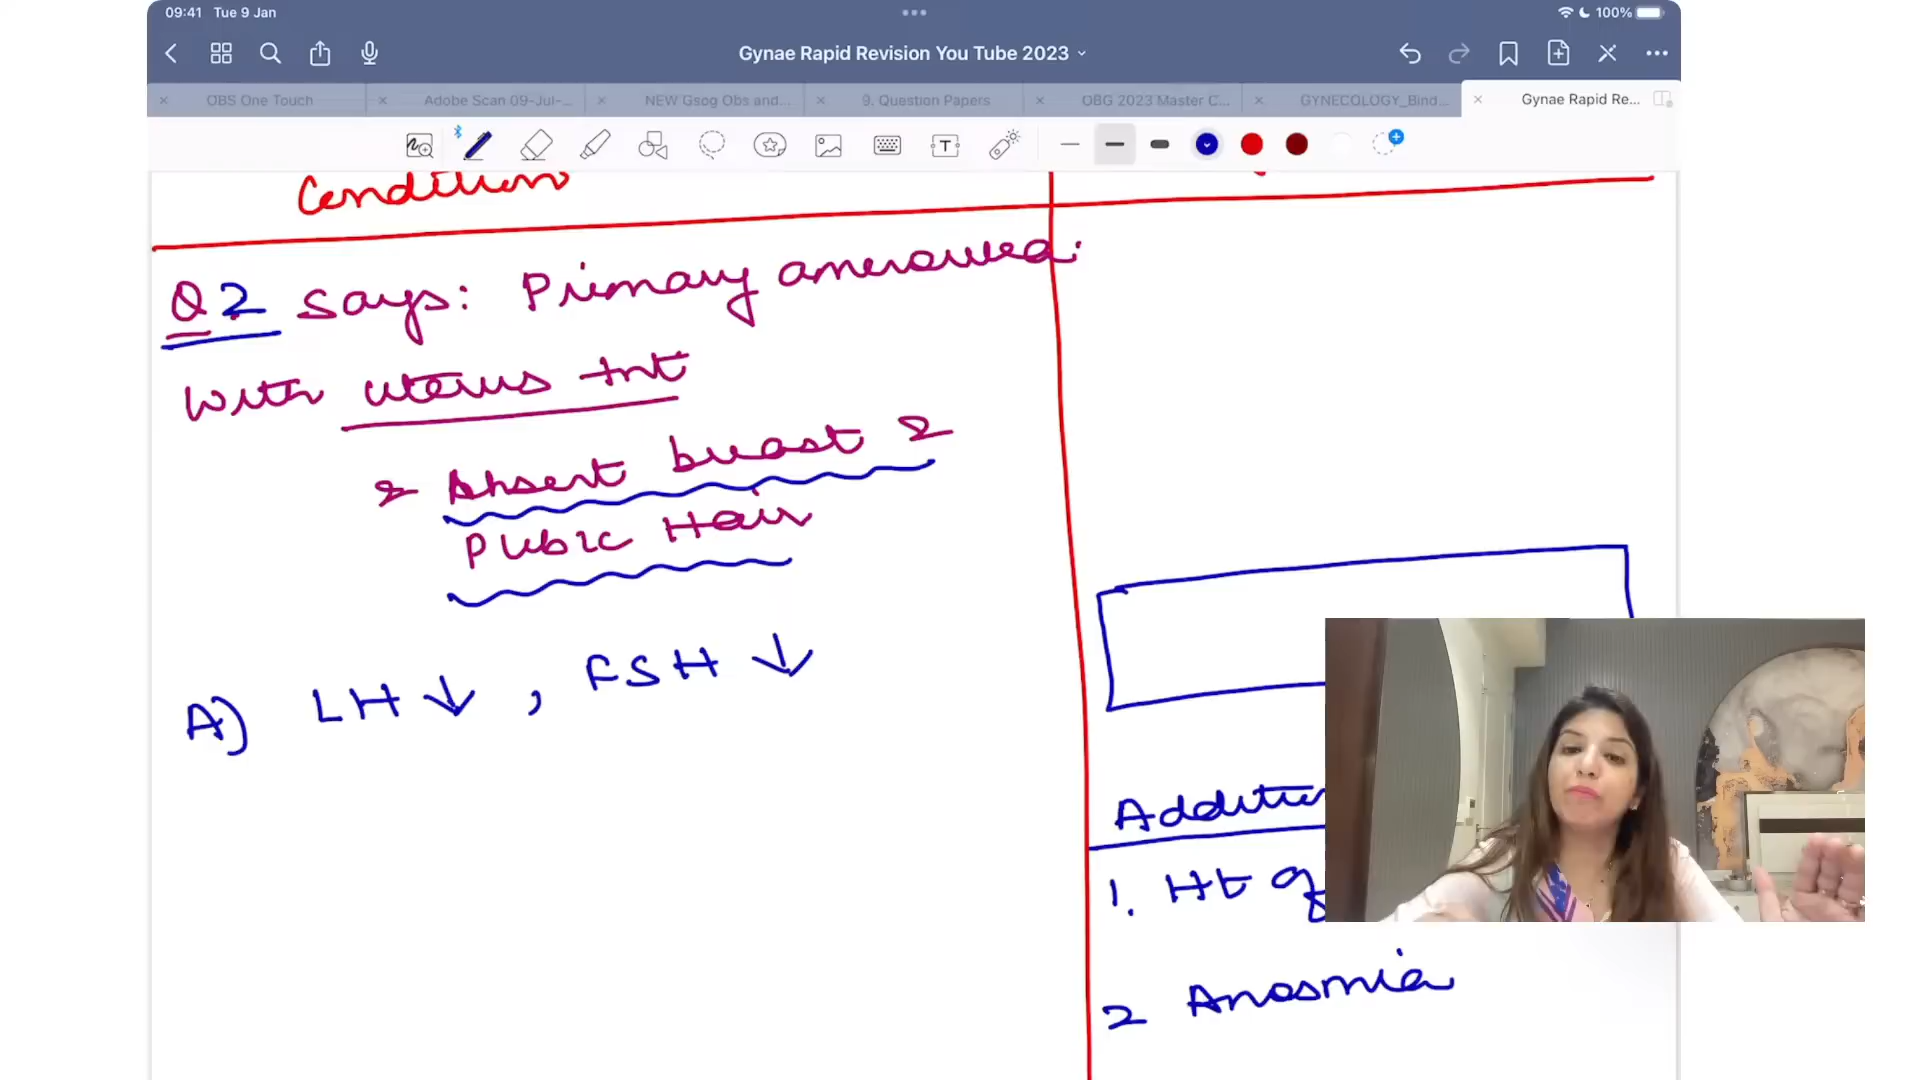 09:41 Tue 9 Jan
100%
Gynae Rapid Revision You Tube 2023
OBS One Touch
Adobe Scan 09-Jul-...
NEW Gsog Obs and...
9. Question Papers
OBG 2023 Master C...
GYNECOLOGY_Bind...
Gynae Rapid Re...
Condition
Q2 says: Primary
with uterus +nt
& Absent breast &
Pubic Hair
A) LH ↓ , FSH ↓
Addition
1. Ht of
2 Anosmia